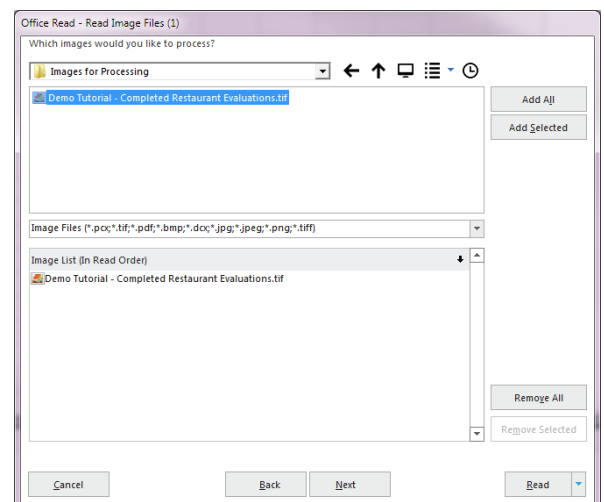 Office Read - Read Image Files (1)
Which images would you like to process?
Images for Processing
Demo Tutorial - Completed Restaurant Evaluations.tif
Add All
Add Selected
Image Files (*.pcx;*.tif;*.pdf;*.bmp;*.dcx;*.jpg;*.jpeg;*.png;*.tiff)
Image List (In Read Order)
Demo Tutorial - Completed Restaurant Evaluations.tif
Remove All
Remove Selected
Cancel Back Next Read